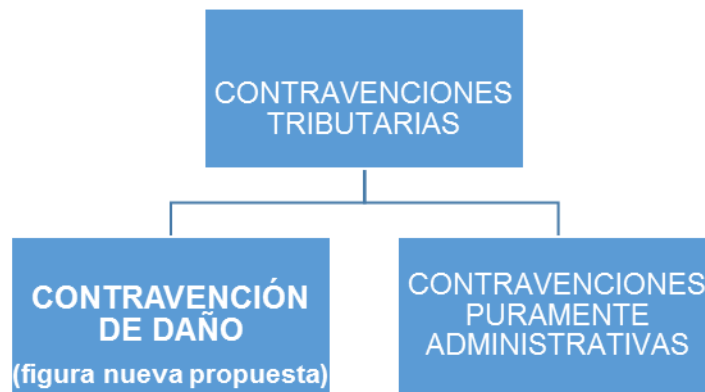 CONTRAVENCIONES
TRIBUTARIAS
CONTRAVENCIÓN
DE DAÑO
(figura nueva propuesta)
CONTRAVENCIONES
PURAMENTE
ADMINISTRATIVAS